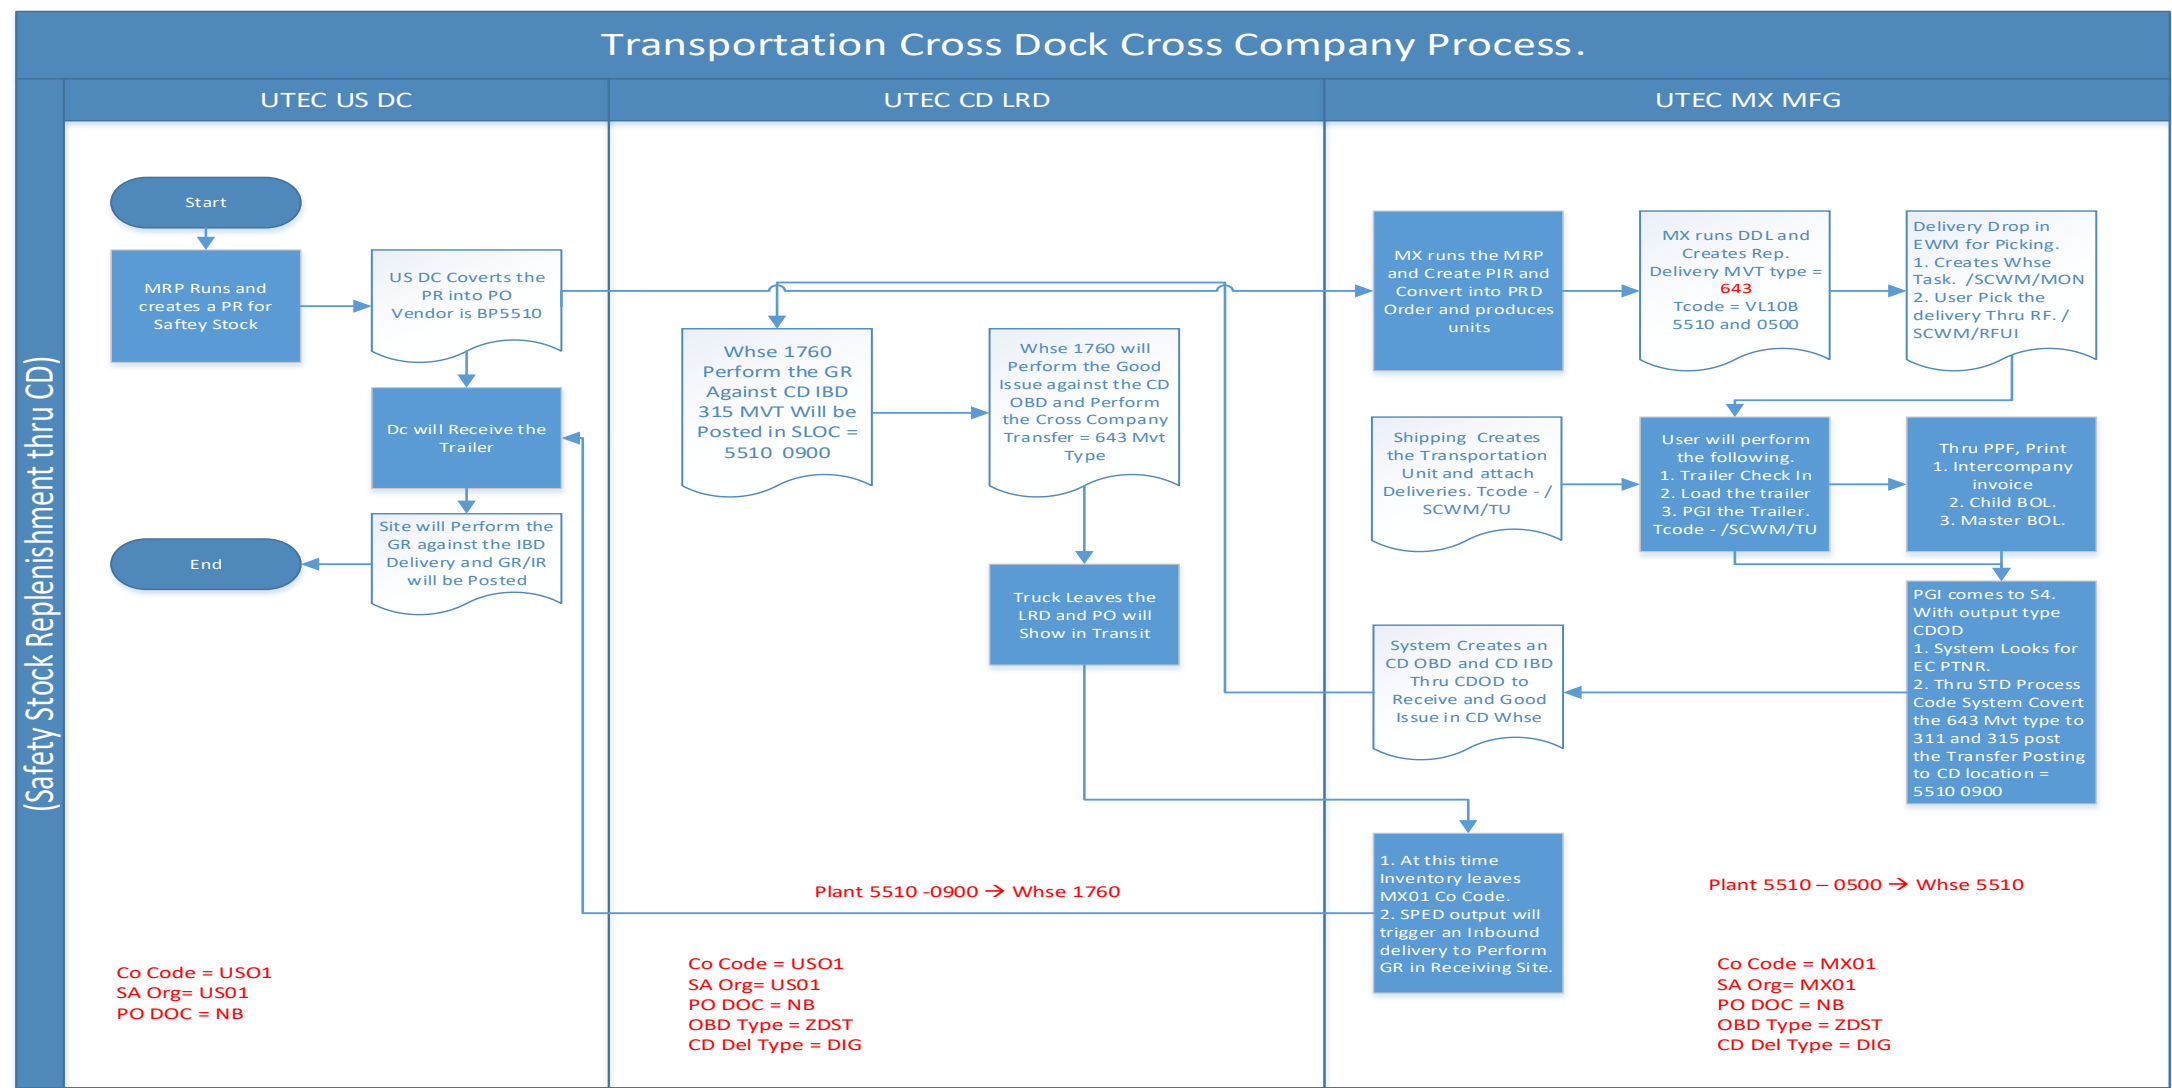 Transportation Cross Dock Cross Company Process.
(Safety Stock Replenishment thru CD)
UTEC US DC
UTEC CD LRD
UTEC MX MFG
Start
MRP Runs and
creates a PR for
Saftey Stock
US DC Coverts the
PR into PO
Vendor is BP5510
Dc will Receive the
Trailer
Site will Perform the
GR against the IBD
Delivery and GR/IR
will be Posted
End
Co Code = USO1
SA Org= US01
PO DOC = NB
Whse 1760
Perform the GR
Against CD IBD
315 MVT Will be
Posted in SLOC =
5510 0900
Whse 1760 will
Perform the Good
Issue against the CD
OBD and Perform
the Cross Company
Transfer = 643 Mvt
Type
Truck Leaves the
LRD and PO will
Show in Transit
Plant 5510 -0900 → Whse 1760
Co Code = USO1
SA Org= US01
PO DOC = NB
OBD Type = ZDST
CD Del Type = DIG
MX runs the MRP
and Create PIR and
Convert into PRD
Order and produces
units
MX runs DDL and
Creates Rep.
Delivery MVT type =
643
Tcode = VL10B
5510 and 0500
Delivery Drop in
EWM for Picking.
1. Creates Whse
Task. /SCWM/MON
2. User Pick the
delivery Thru RF. /
SCWM/RFUI
Shipping Creates
the Transportation
Unit and attach
Deliveries. Tcode - /
SCWM/TU
User will perform
the following.
1. Trailer Check In
2. Load the trailer
3. PGI the Trailer.
Tcode - /SCWM/TU
Thru PPF, Print
1. Intercompany
invoice
2. Child BOL.
3. Master BOL.
PGI comes to S4.
With output type
CDOD
1. System Looks for
EC PTNR.
2. Thru STD Process
Code System Covert
the 643 Mvt type to
311 and 315 post
the Transfer Posting
to CD location =
5510 0900
System Creates an
CD OBD and CD IBD
Thru CDOD to
Receive and Good
Issue in CD Whse
1. At this time
Inventory leaves
MX01 Co Code.
2. SPED output will
trigger an Inbound
delivery to Perform
GR in Receiving Site.
Plant 5510 – 0500 → Whse 5510
Co Code = MX01
SA Org= MX01
PO DOC = NB
OBD Type = ZDST
CD Del Type = DIG